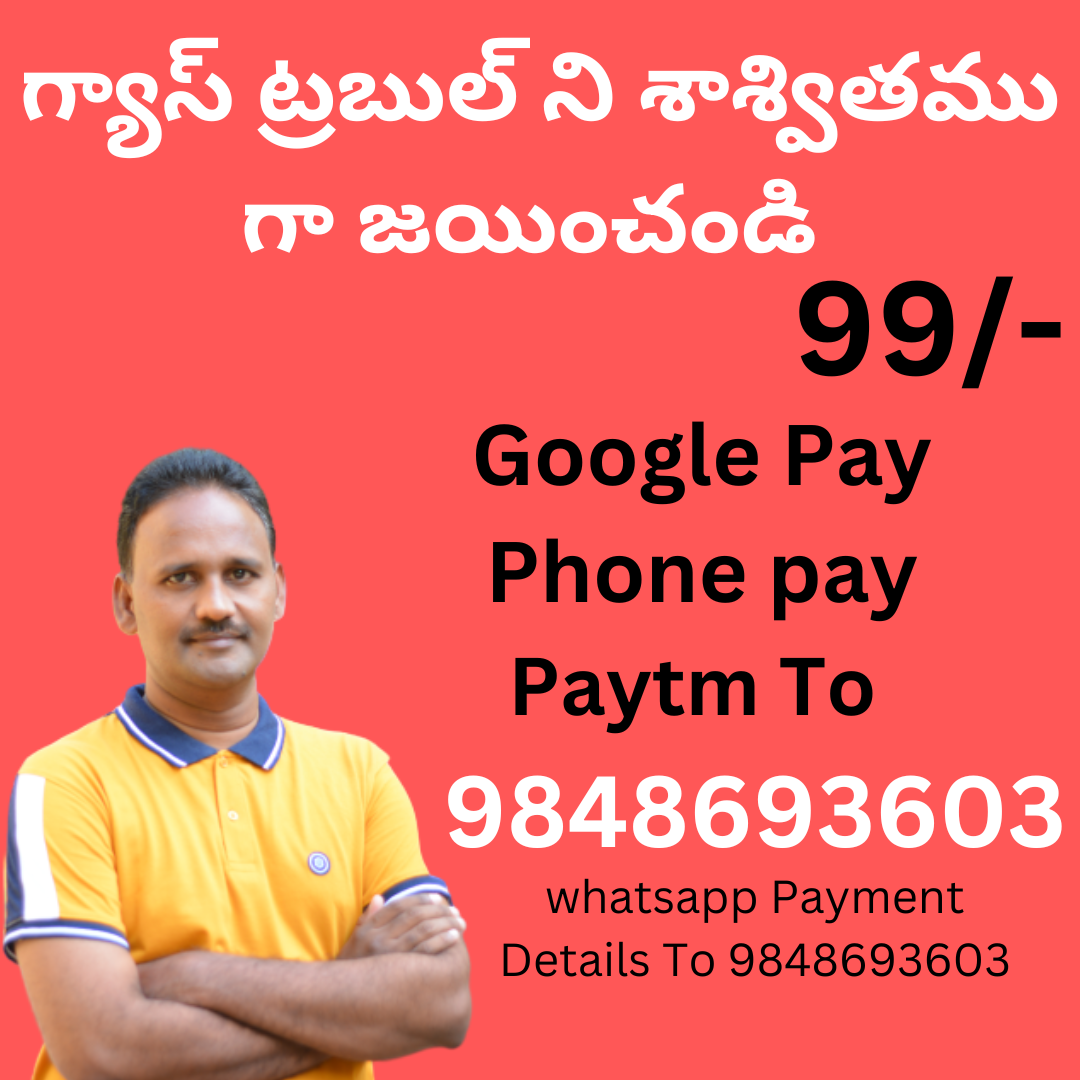 గ్యాస్ ట్రబుల్ ని శాశ్వితము
గా జయించండి
99/-
Google Pay
Phone pay
Paytm To
9848693603
whatsapp Payment
Details To 9848693603